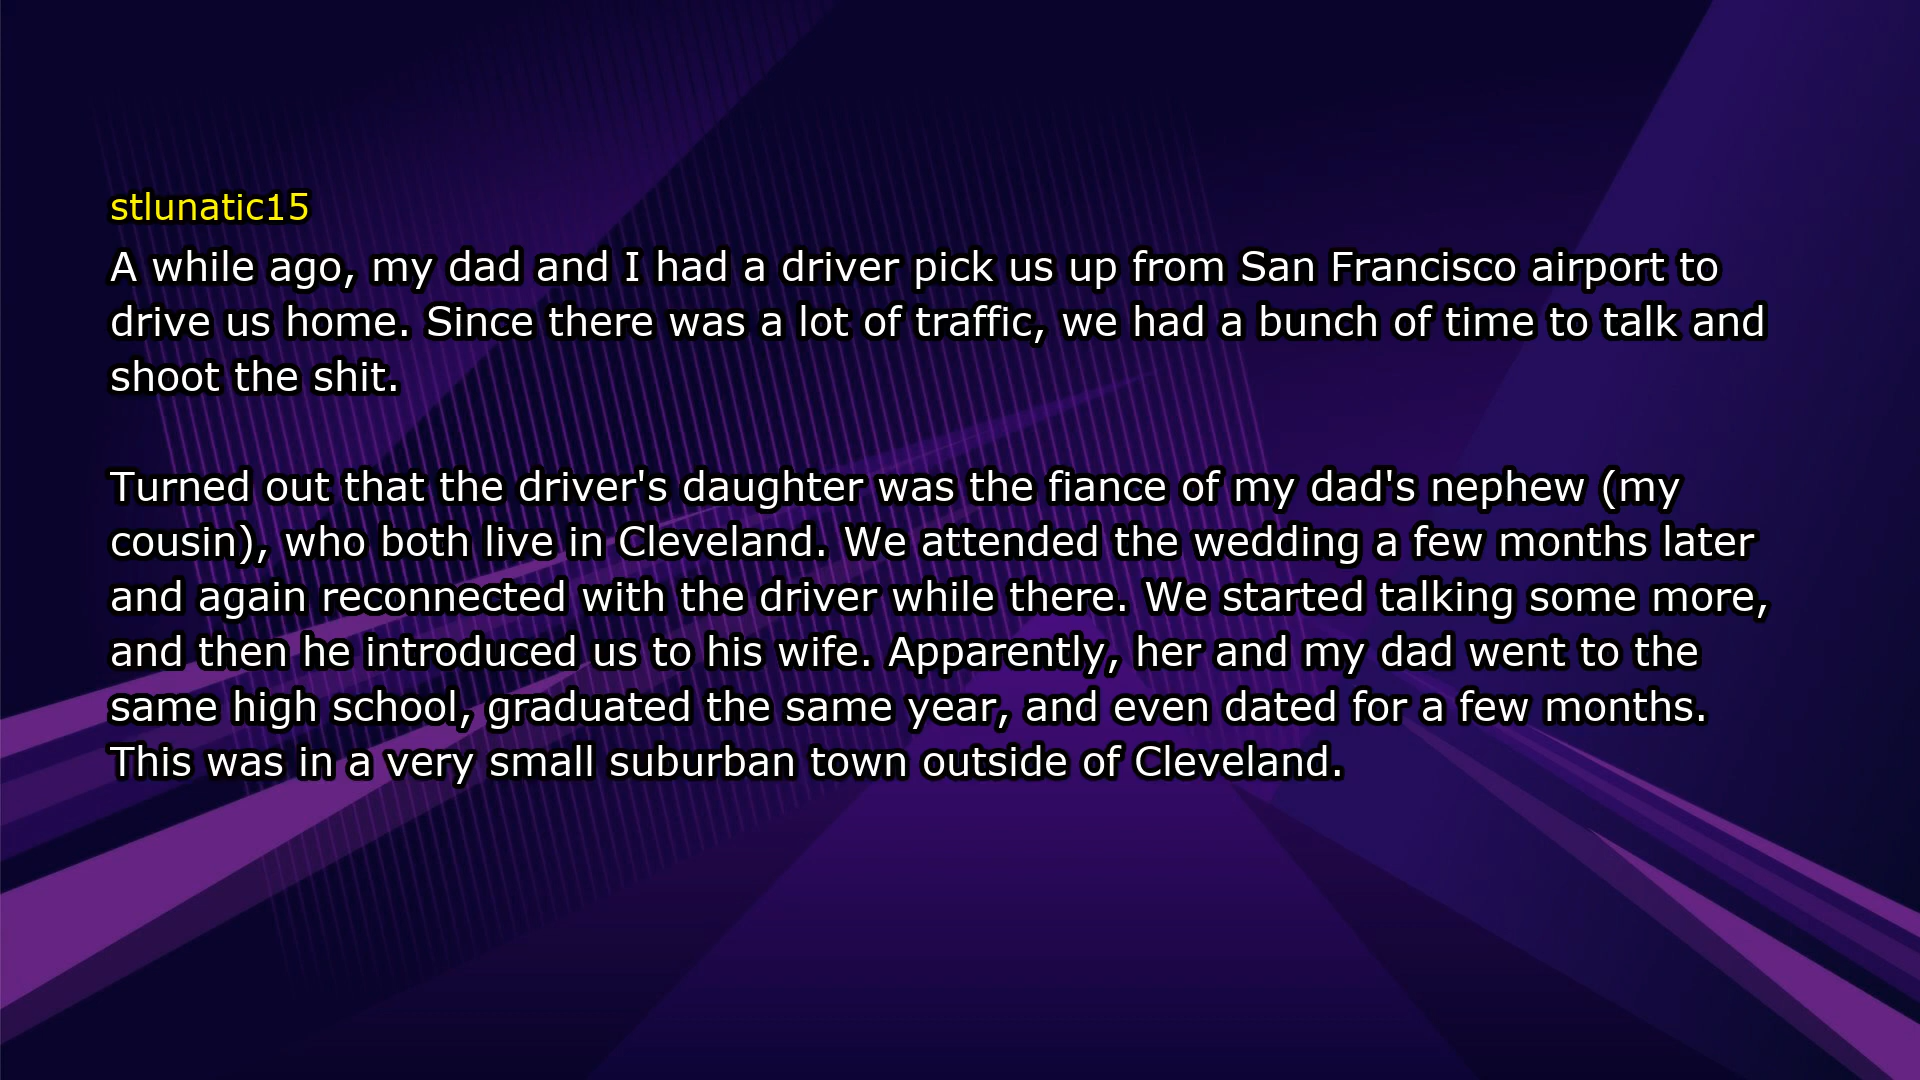 stlunatic15
A while ago, my dad and I had a driver pick us up from San Francisco airport to
drive us home. Since there was a lot of traffic, we had a bunch of time to talk and
shoot the shit.
Turned out that the driver's daughter was the fiance of my dad's nephew (my
cousin), who both live in Cleveland. We attended the wedding a few months later
and again reconnected with the driver while there. We started talking some more,
and then he introduced us to his wife. Apparently, her and my dad went to the
same high school, graduated the same year, and even dated for a few months.
This was in a very small suburban town outside of Cleveland.